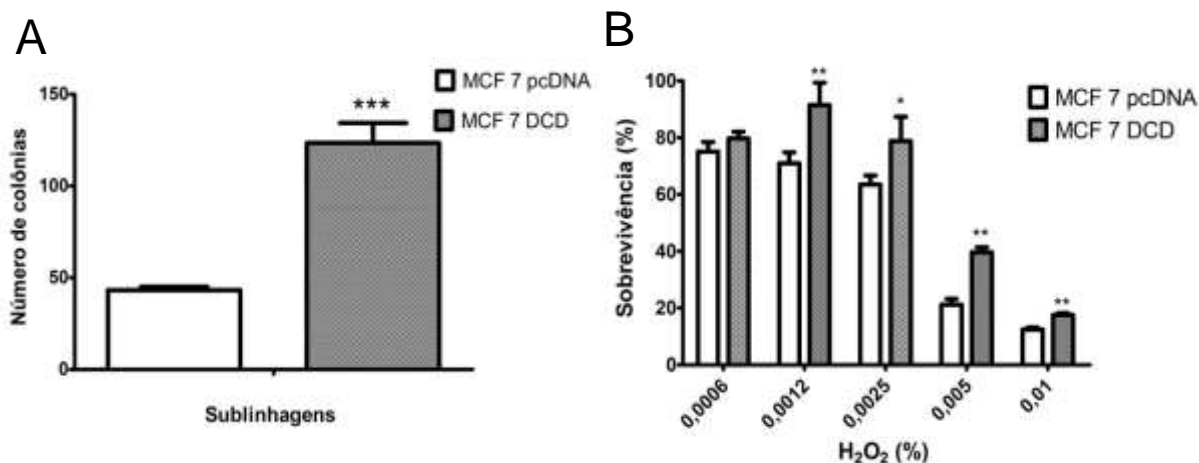 A
MCF 7 pcDNA
MCF 7 DCD
Número de colônias
150
100
50
0
***
Sublinhagens
B
MCF 7 pcDNA
MCF 7 DCD
Sobrevivência (%)
100
80
60
40
20
0
**
*
**
**
0,0006
0,0012
0,0025
0,005
0,01
H₂O₂ (%)